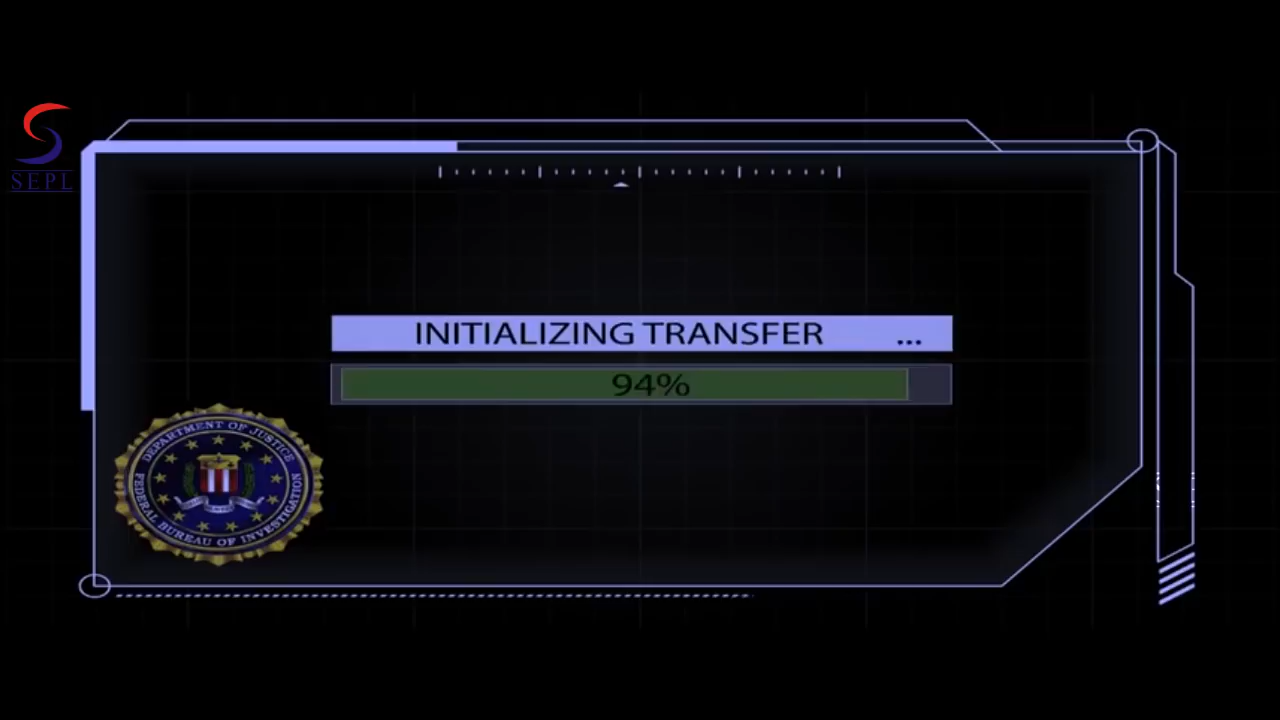 SEPL
INITIALIZING TRANSFER ...
94%
DEPARTMENT OF JUSTICE
FEDERAL BUREAU OF INVESTIGATION